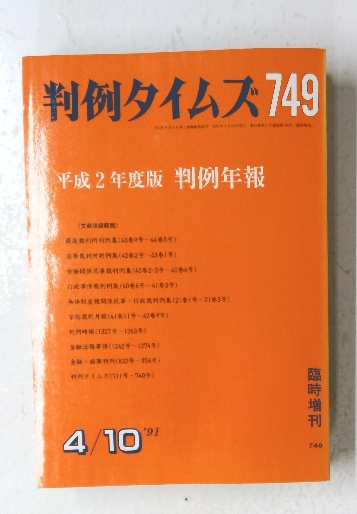 判例タイムズ 749
平成2年度版 判例年報
〈文献収録範囲〉
最高裁判所判例集(43巻9号―44巻5号)
高等裁判所判例集(42巻2号―43巻1号)
労働関係民事裁判例集(40巻2・3号―40巻6号)
行政事件裁判例集(40巻6号―41巻3号)
無体財産権関係民事・行政裁判例集(21巻1号―21巻3号)
家庭裁判月報(41巻11号―42巻9号)
判例時報(1327号―1363号)
金融法務事情(1242号―1274号)
金融・商事判例(832号―856号)
判例タイムズ(711号―740号)
臨時増刊
4/10 '91
749